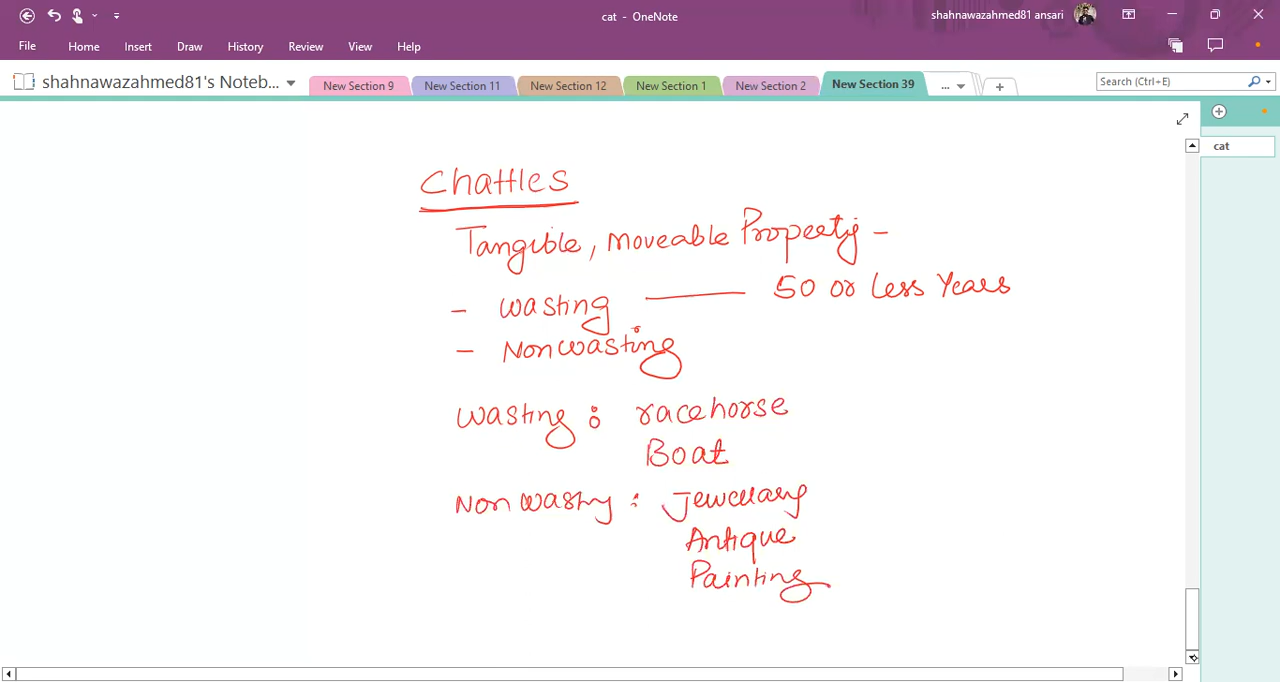 cat - OneNote
shahnawazahmed81 ansari
File Home Insert Draw History Review View Help
shahnawazahmed81's Noteb...
New Section 9 New Section 11 New Section 12 New Section 1 New Section 2 New Section 39 ...
Search (Ctrl+E)
cat
Chattles
Tangible, Moveable Property -
- Wasting —— 50 or Less Years
- Nonwasting
Wasting : racehorse
Boat
Non Wasting : Jewellary
Antique
Painting